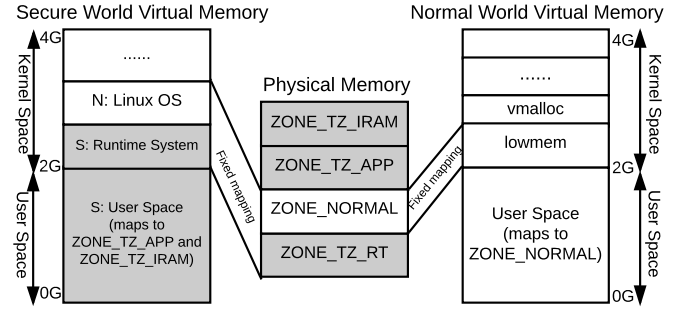 Secure World Virtual Memory
Normal World Virtual Memory
Physical Memory
4G
......
N: Linux OS
S: Runtime System
2G
S: User Space
(maps to
ZONE_TZ_APP and
ZONE_TZ_IRAM)
0G
Kernel Space
User Space
Fixed mapping
ZONE_TZ_IRAM
ZONE_TZ_APP
ZONE_NORMAL
ZONE_TZ_RT
Fixed mapping
4G
......
vmalloc
lowmem
2G
User Space
(maps to
ZONE_NORMAL)
0G
Kernel Space
User Space